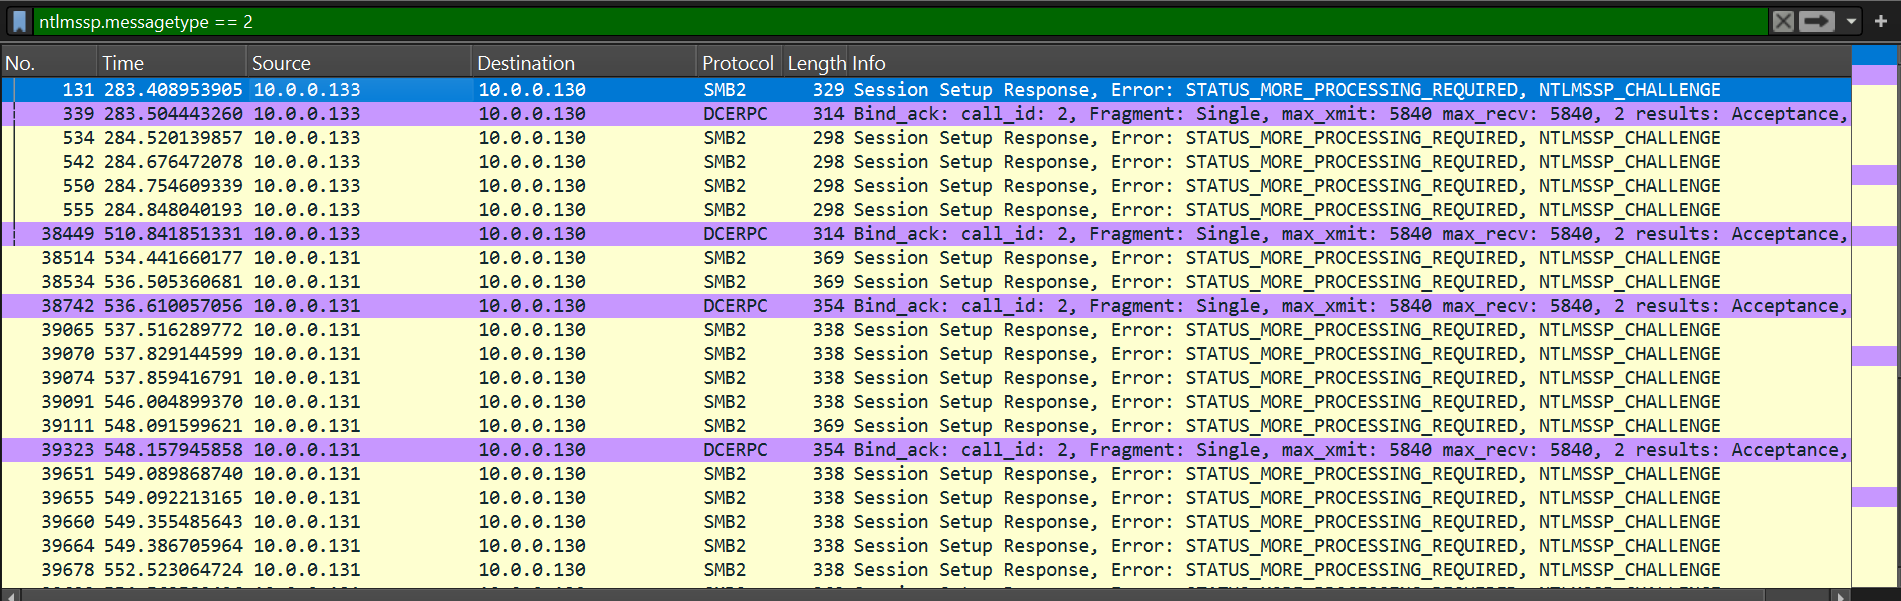 ntlmssp.messagetype == 2
No. Time Source Destination Protocol Length Info
131 283.408953905 10.0.0.133 10.0.0.130 SMB2 329 Session Setup Response, Error: STATUS_MORE_PROCESSING_REQUIRED, NTLMSSP_CHALLENGE
339 283.504443260 10.0.0.133 10.0.0.130 DCERPC 314 Bind_ack: call_id: 2, Fragment: Single, max_xmit: 5840 max_recv: 5840, 2 results: Acceptance,
534 284.520139857 10.0.0.133 10.0.0.130 SMB2 298 Session Setup Response, Error: STATUS_MORE_PROCESSING_REQUIRED, NTLMSSP_CHALLENGE
542 284.676472078 10.0.0.133 10.0.0.130 SMB2 298 Session Setup Response, Error: STATUS_MORE_PROCESSING_REQUIRED, NTLMSSP_CHALLENGE
550 284.754609339 10.0.0.133 10.0.0.130 SMB2 298 Session Setup Response, Error: STATUS_MORE_PROCESSING_REQUIRED, NTLMSSP_CHALLENGE
555 284.848040193 10.0.0.133 10.0.0.130 SMB2 298 Session Setup Response, Error: STATUS_MORE_PROCESSING_REQUIRED, NTLMSSP_CHALLENGE
38449 510.841851331 10.0.0.133 10.0.0.130 DCERPC 314 Bind_ack: call_id: 2, Fragment: Single, max_xmit: 5840 max_recv: 5840, 2 results: Acceptance,
38514 534.441660177 10.0.0.131 10.0.0.130 SMB2 369 Session Setup Response, Error: STATUS_MORE_PROCESSING_REQUIRED, NTLMSSP_CHALLENGE
38534 536.505360681 10.0.0.131 10.0.0.130 SMB2 369 Session Setup Response, Error: STATUS_MORE_PROCESSING_REQUIRED, NTLMSSP_CHALLENGE
38742 536.610057056 10.0.0.131 10.0.0.130 DCERPC 354 Bind_ack: call_id: 2, Fragment: Single, max_xmit: 5840 max_recv: 5840, 2 results: Acceptance,
39065 537.516289772 10.0.0.131 10.0.0.130 SMB2 338 Session Setup Response, Error: STATUS_MORE_PROCESSING_REQUIRED, NTLMSSP_CHALLENGE
39070 537.829144599 10.0.0.131 10.0.0.130 SMB2 338 Session Setup Response, Error: STATUS_MORE_PROCESSING_REQUIRED, NTLMSSP_CHALLENGE
39074 537.859416791 10.0.0.131 10.0.0.130 SMB2 338 Session Setup Response, Error: STATUS_MORE_PROCESSING_REQUIRED, NTLMSSP_CHALLENGE
39091 546.004899370 10.0.0.131 10.0.0.130 SMB2 338 Session Setup Response, Error: STATUS_MORE_PROCESSING_REQUIRED, NTLMSSP_CHALLENGE
39111 548.091599621 10.0.0.131 10.0.0.130 SMB2 369 Session Setup Response, Error: STATUS_MORE_PROCESSING_REQUIRED, NTLMSSP_CHALLENGE
39323 548.157945858 10.0.0.131 10.0.0.130 DCERPC 354 Bind_ack: call_id: 2, Fragment: Single, max_xmit: 5840 max_recv: 5840, 2 results: Acceptance,
39651 549.089868740 10.0.0.131 10.0.0.130 SMB2 338 Session Setup Response, Error: STATUS_MORE_PROCESSING_REQUIRED, NTLMSSP_CHALLENGE
39655 549.092213165 10.0.0.131 10.0.0.130 SMB2 338 Session Setup Response, Error: STATUS_MORE_PROCESSING_REQUIRED, NTLMSSP_CHALLENGE
39660 549.355485643 10.0.0.131 10.0.0.130 SMB2 338 Session Setup Response, Error: STATUS_MORE_PROCESSING_REQUIRED, NTLMSSP_CHALLENGE
39664 549.386705964 10.0.0.131 10.0.0.130 SMB2 338 Session Setup Response, Error: STATUS_MORE_PROCESSING_REQUIRED, NTLMSSP_CHALLENGE
39678 552.523064724 10.0.0.131 10.0.0.130 SMB2 338 Session Setup Response, Error: STATUS_MORE_PROCESSING_REQUIRED, NTLMSSP_CHALLENGE